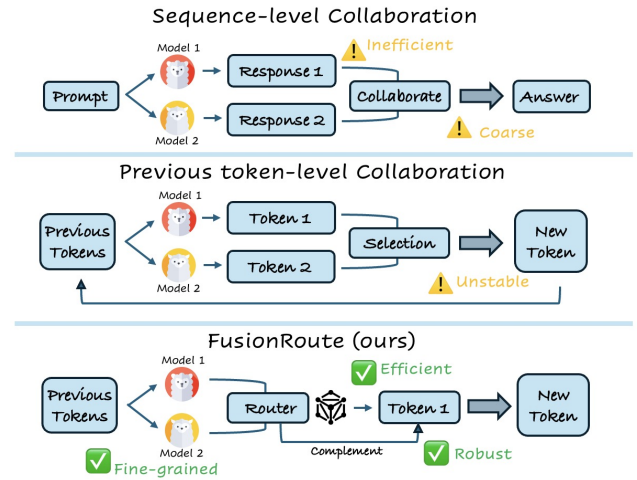 Sequence-level Collaboration
Model 1
Inefficient
Response 1
Prompt
Collaborate
Answer
Response 2
Model 2
Coarse
Previous token-level Collaboration
Model 1
Token 1
Previous
Tokens
Selection
New
Token
Token 2
Model 2
Unstable
FusionRoute (ours)
Model 1
Efficient
Previous
Tokens
Router
Token 1
New
Token
Model 2
Complement
Robust
Fine-grained